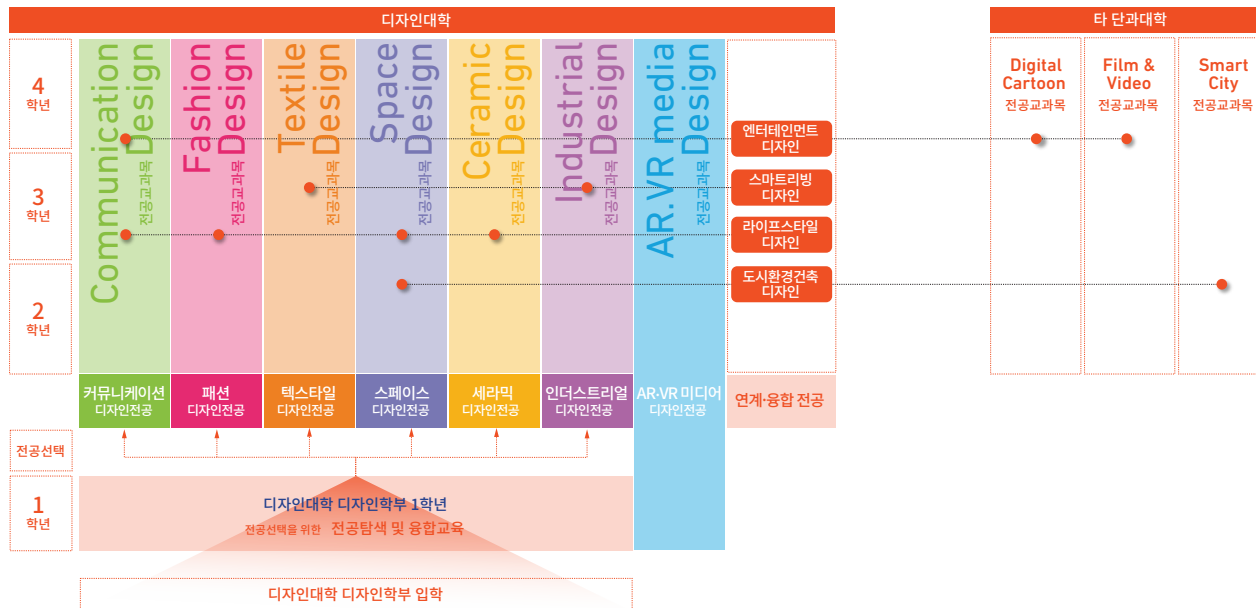 디자인대학
타 단과대학
4
학년
3
학년
2
학년
Communication
Design
전공교과목
Fashion
Design
전공교과목
Textile
Design
전공교과목
Space
Design
전공교과목
Ceramic
Design
전공교과목
Industrial
Design
전공교과목
AR.VR media
Design
전공교과목
엔터테인먼트
디자인
스마트리빙
디자인
라이프스타일
디자인
도시환경건축
디자인
Digital
Cartoon
전공교과목
Film &
Video
전공교과목
Smart
City
전공교과목
커뮤니케이션
디자인전공
패션
디자인전공
텍스타일
디자인전공
스페이스
디자인전공
세라믹
디자인전공
인더스트리얼
디자인전공
AR·VR 미디어
디자인전공
연계·융합 전공
전공선택
1
학년
디자인대학 디자인학부 1학년
전공선택을 위한 전공탐색 및 융합교육
디자인대학 디자인학부 입학